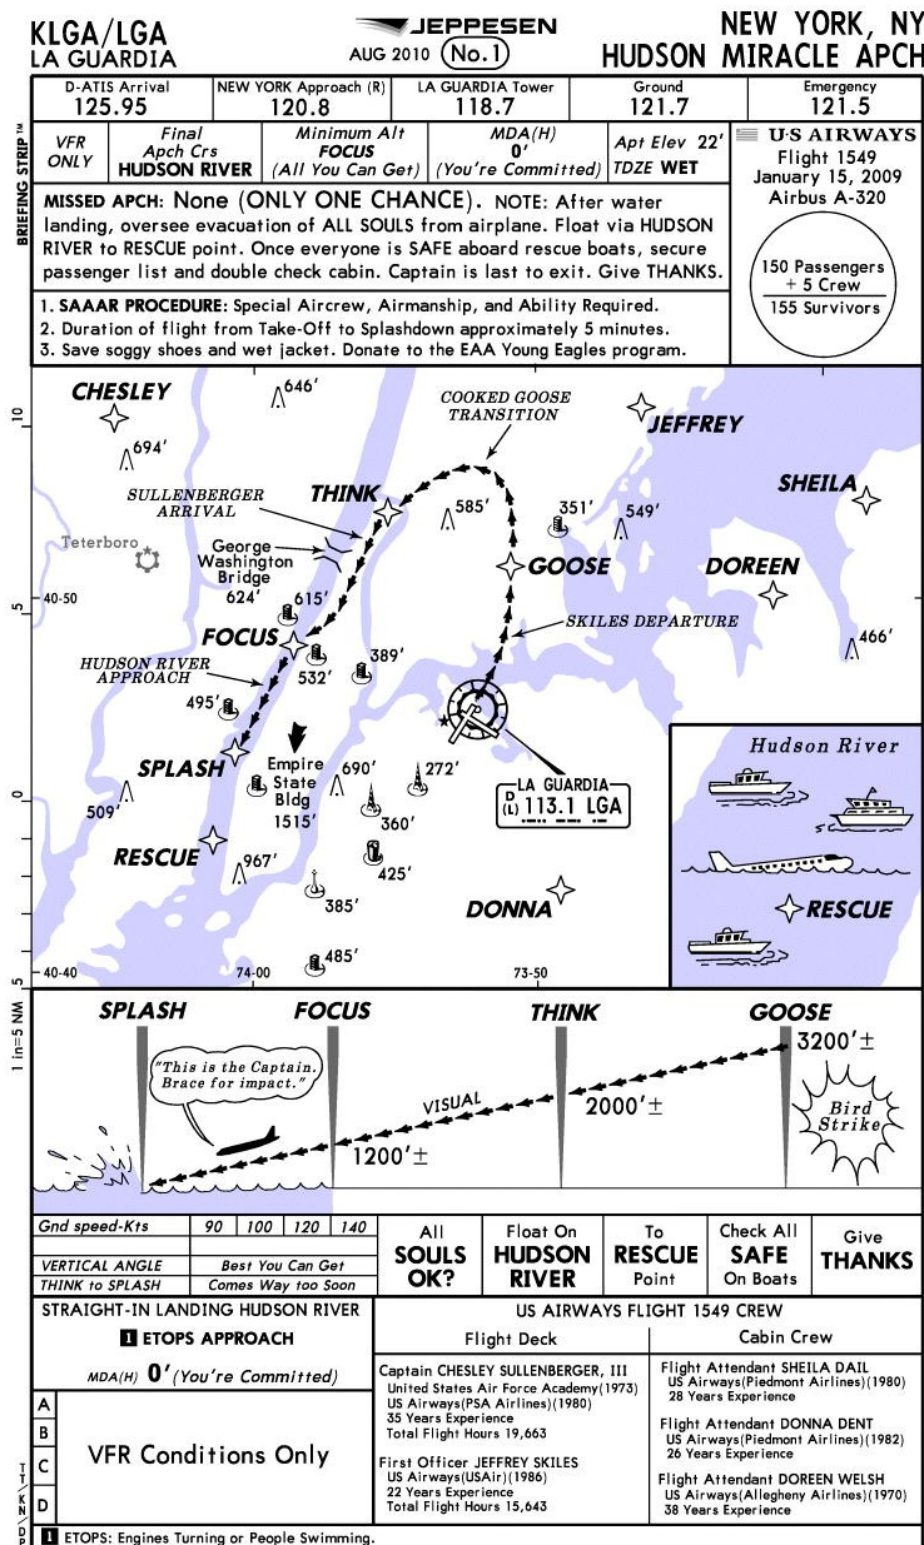 KLGA/LGA
LA GUARDIA
JEPPESEN
AUG 2010 No.1
NEW YORK, NY
HUDSON MIRACLE APCH
BRIEFING STRIP™
D-ATIS Arrival
125.95
NEW YORK Approach (R)
120.8
LA GUARDIA Tower
118.7
Ground
121.7
Emergency
121.5
VFR
ONLY
Final
Apch Crs
HUDSON RIVER
Minimum Alt
FOCUS
(All You Can Get)
MDA(H)
0'
(You're Committed)
Apt Elev 22'
TDZE WET
U·S AIRWAYS
Flight 1549
January 15, 2009
Airbus A-320
150 Passengers
+ 5 Crew
155 Survivors
MISSED APCH: None (ONLY ONE CHANCE). NOTE: After water
landing, oversee evacuation of ALL SOULS from airplane. Float via HUDSON
RIVER to RESCUE point. Once everyone is SAFE aboard rescue boats, secure
passenger list and double check cabin. Captain is last to exit. Give THANKS.
1. SAAAR PROCEDURE: Special Aircrew, Airmanship, and Ability Required.
2. Duration of flight from Take-Off to Splashdown approximately 5 minutes.
3. Save soggy shoes and wet jacket. Donate to the EAA Young Eagles program.
CHESLEY
646'
COOKED GOOSE
TRANSITION
JEFFREY
10
694'
SULLENBERGER
ARRIVAL
THINK
585'
351'
549'
SHEILA
Teterboro
George
Washington
Bridge
624'
GOOSE
DOREEN
40-50
5
615'
FOCUS
SKILES DEPARTURE
466'
HUDSON RIVER
APPROACH
532'
389'
495'
SPLASH
Empire
State
Bldg
1515'
690'
272'
LA GUARDIA
D
(L) 113.1 LGA
Hudson River
0
509'
360'
RESCUE
967'
425'
385'
DONNA
RESCUE
485'
40-40
74-00
73-50
5
1 in=5 NM
SPLASH
FOCUS
THINK
GOOSE
3200'±
"This is the Captain.
Brace for impact."
VISUAL
2000'±
Bird
Strike
1200'±
Gnd speed-Kts 90 100 120 140
VERTICAL ANGLE Best You Can Get
THINK to SPLASH Comes Way too Soon
All
SOULS
OK?
Float On
HUDSON
RIVER
To
RESCUE
Point
Check All
SAFE
On Boats
Give
THANKS
STRAIGHT-IN LANDING HUDSON RIVER
1 ETOPS APPROACH
MDA(H) 0' (You're Committed)
A
B
C
D
VFR Conditions Only
US AIRWAYS FLIGHT 1549 CREW
Flight Deck
Captain CHESLEY SULLENBERGER, III
United States Air Force Academy(1973)
US Airways(PSA Airlines)(1980)
35 Years Experience
Total Flight Hours 19,663
First Officer JEFFREY SKILES
US Airways(USAir)(1986)
22 Years Experience
Total Flight Hours 15,643
Cabin Crew
Flight Attendant SHEILA DAIL
US Airways(Piedmont Airlines)(1980)
28 Years Experience
Flight Attendant DONNA DENT
US Airways(Piedmont Airlines)(1982)
26 Years Experience
Flight Attendant DOREEN WELSH
US Airways(Allegheny Airlines)(1970)
38 Years Experience
TT/KN/DP
1 ETOPS: Engines Turning or People Swimming.